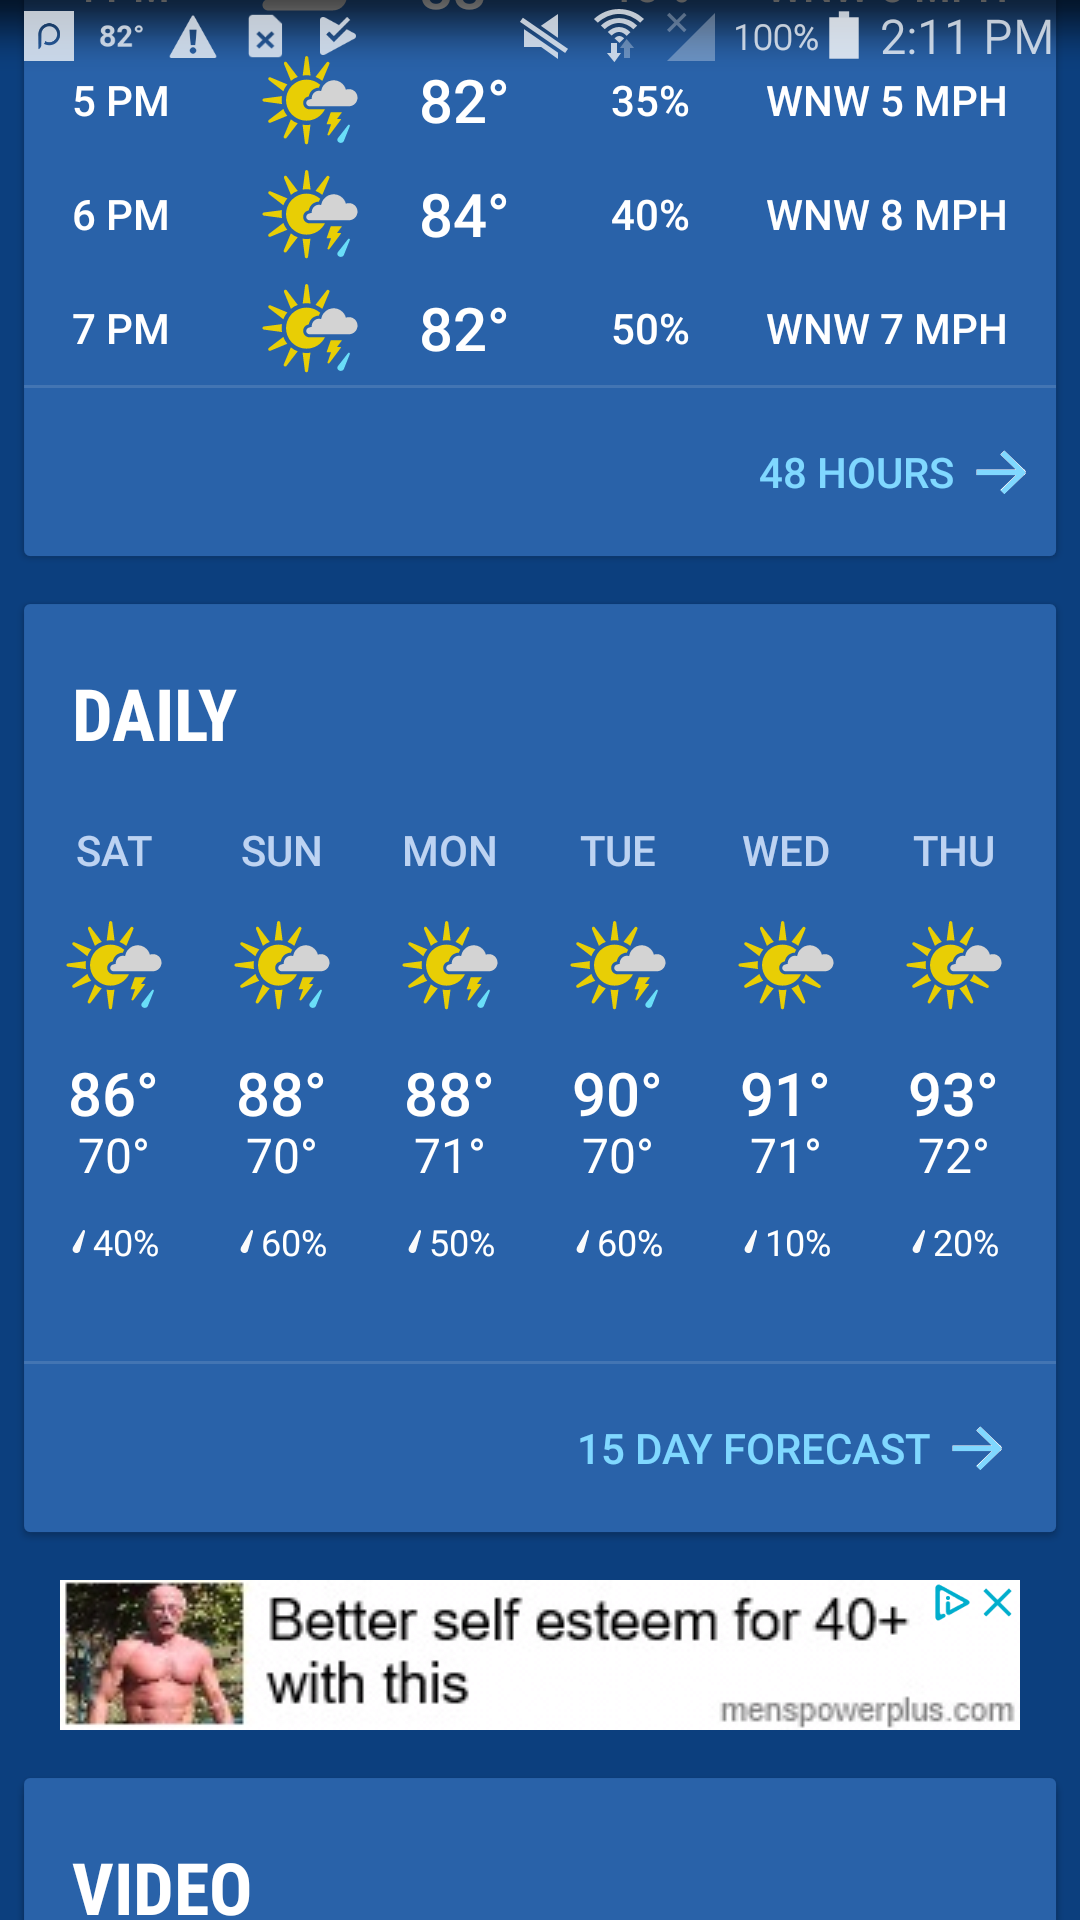 82° 100% 2:11 PM
5 PM 82° 35% WNW 5 MPH
6 PM 84° 40% WNW 8 MPH
7 PM 82° 50% WNW 7 MPH
48 HOURS
DAILY
SAT SUN MON TUE WED THU
86° 88° 88° 90° 91° 93°
70° 70° 71° 70° 71° 72°
40% 60% 50% 60% 10% 20%
15 DAY FORECAST
Better self esteem for 40+
with this
menspowerplus.com
VIDEO